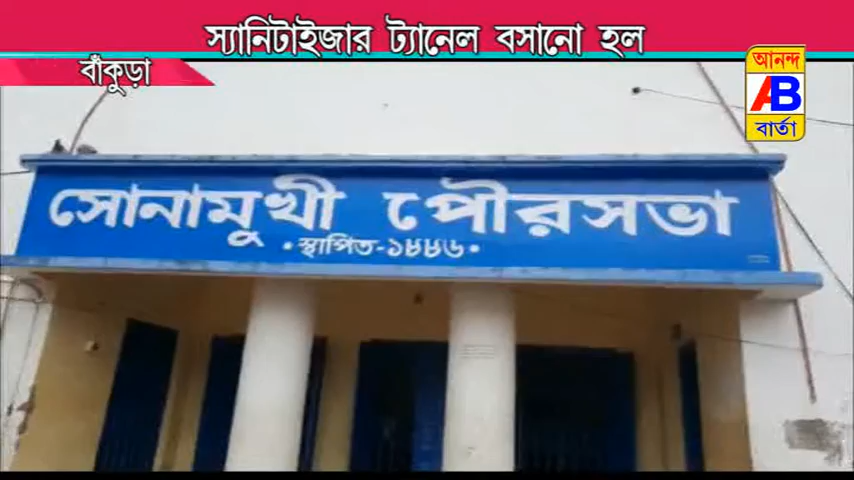 স্যানিটাইজার ট্যানেল বসানো হল
বাঁকুড়া
আনন্দ
AB
বার্তা
সোনামুখী পৌরসভা
•স্থাপিত-১৮৮৬•